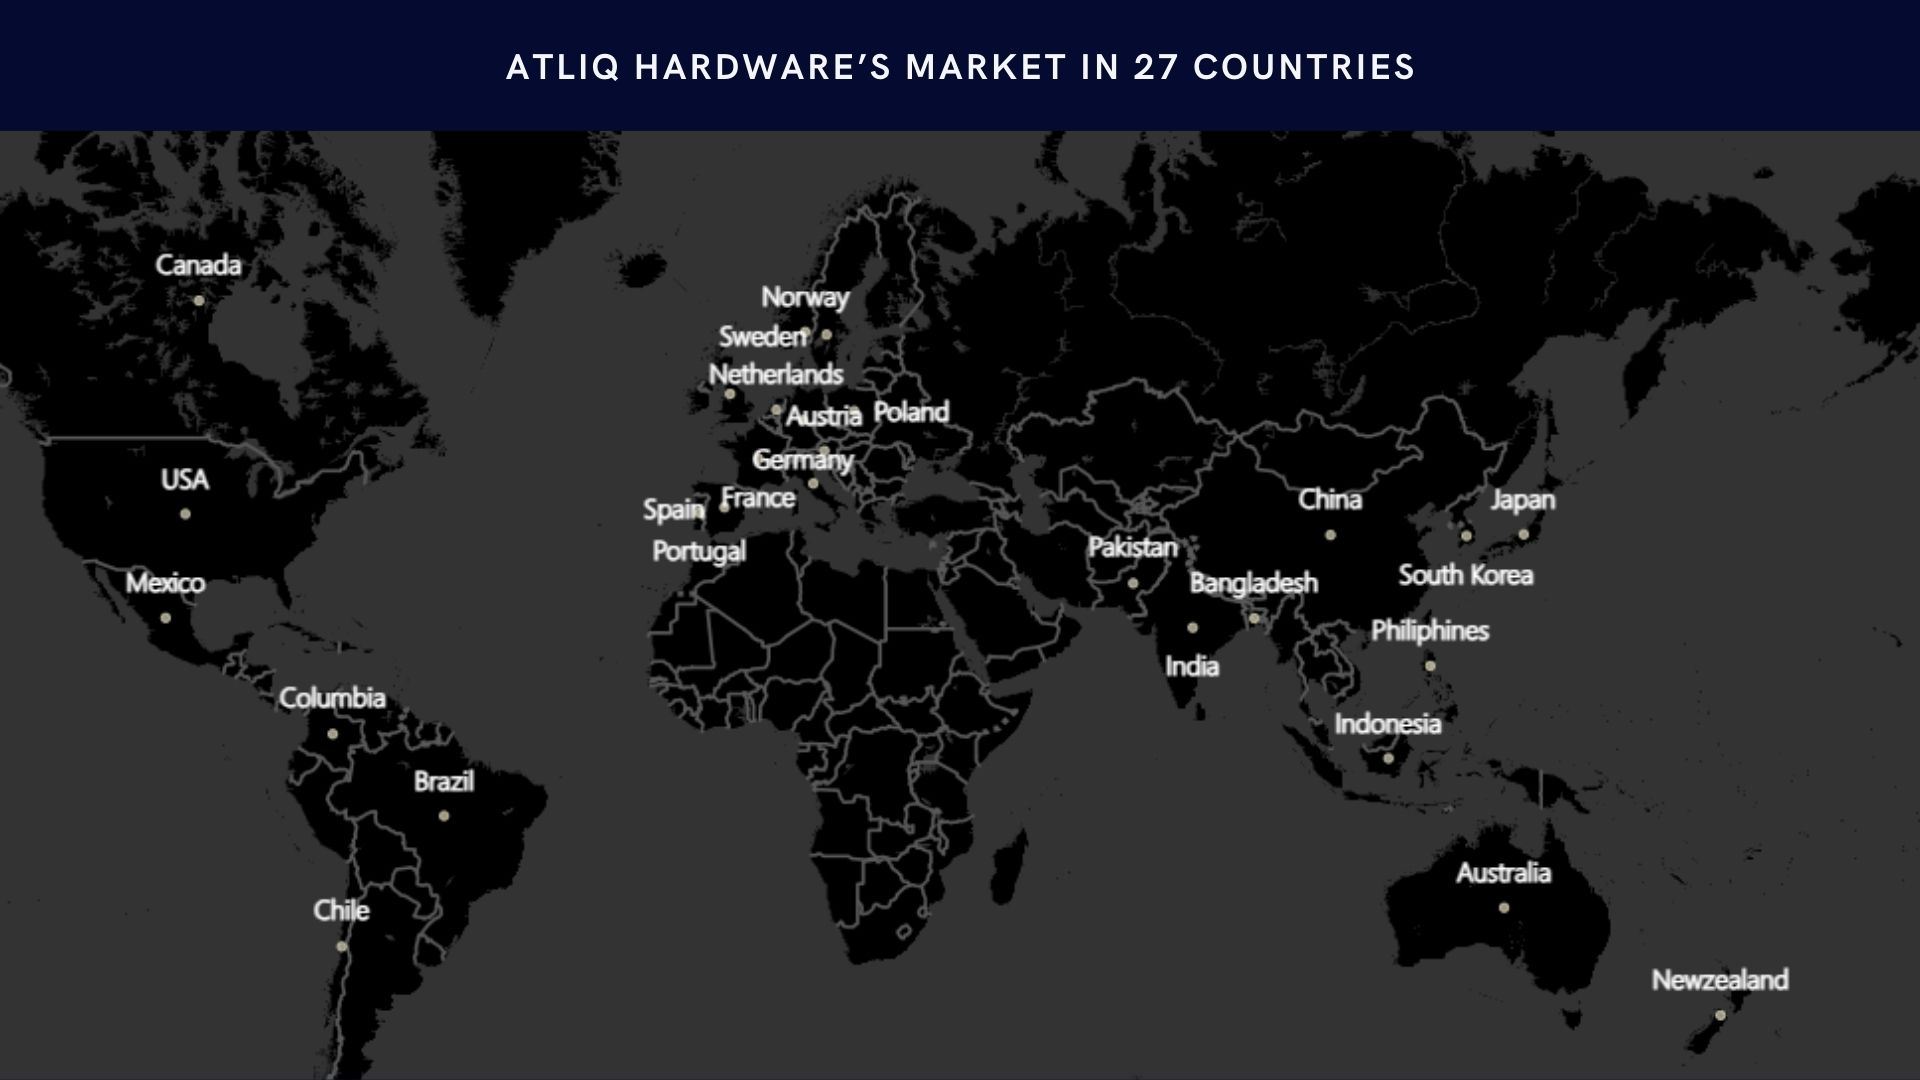 ATLIQ HARDWARE’S MARKET IN 27 COUNTRIES
Canada
Norway
Sweden
Netherlands
Austria
Poland
Germany
USA
France
Spain
China
Japan
Portugal
Pakistan
South Korea
Mexico
Bangladesh
Philiphines
India
Columbia
Indonesia
Brazil
Australia
Chile
Newzealand